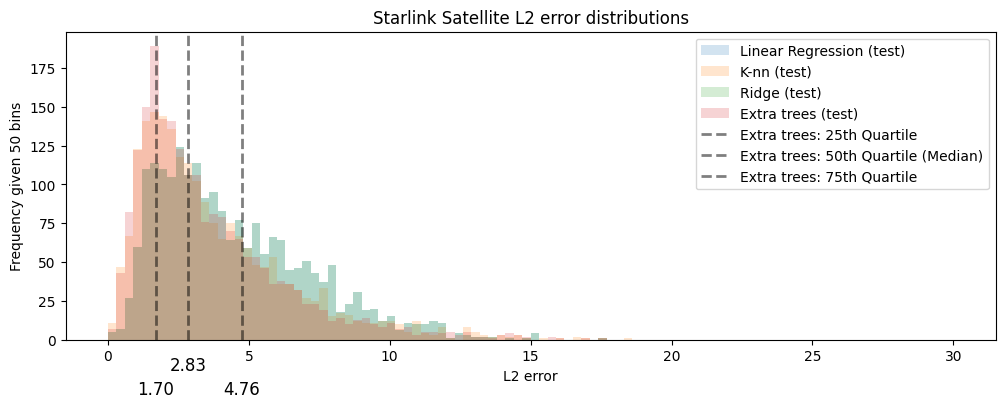 Starlink Satellite L2 error distributions
Linear Regression (test)
K-nn (test)
Ridge (test)
Extra trees (test)
Extra trees: 25th Quartile
Extra trees: 50th Quartile (Median)
Extra trees: 75th Quartile
Frequency given 50 bins
175
150
125
100
75
50
25
0
0 5 10 15 20 25 30
2.83
L2 error
1.70 4.76